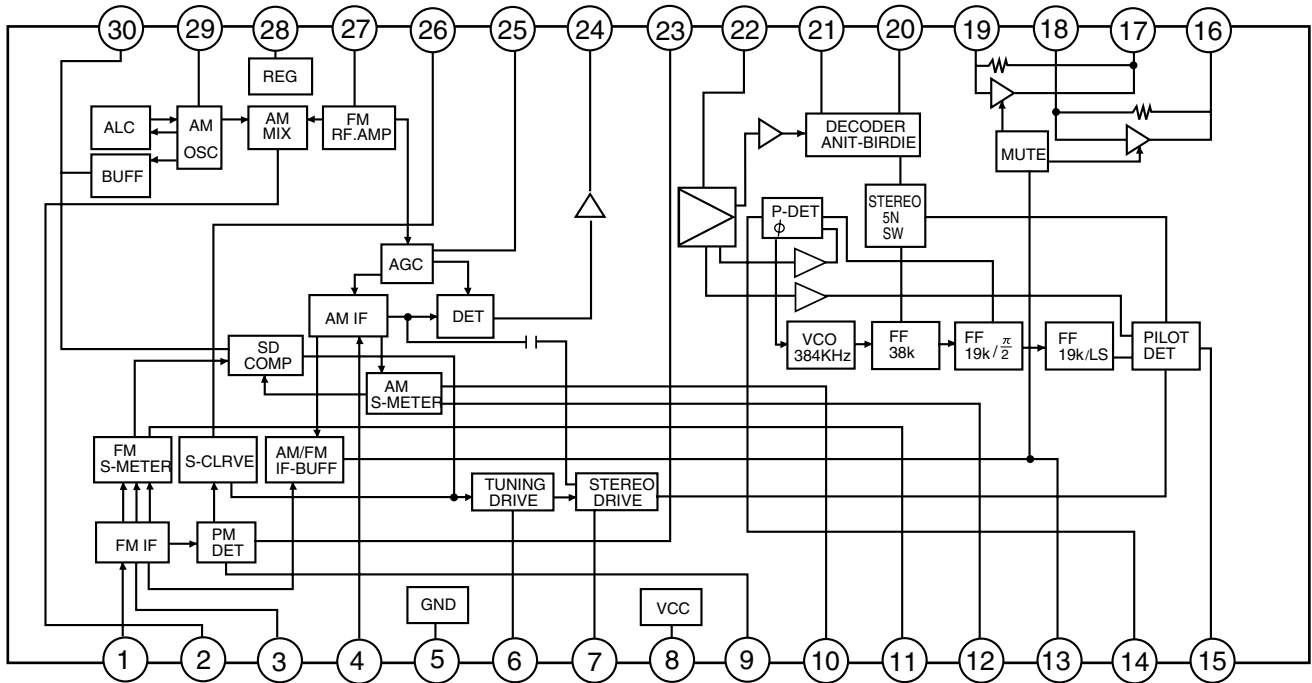 30 29 28 27 26 25 24 23 22 21 20 19 18 17 16
REG
ALC
AM
OSC
AM
MIX
FM
RF.AMP
BUFF
DECODER
ANIT-BIRDIE
MUTE
STEREO
5N
SW
P-DET
ϕ
AGC
AM IF
DET
SD
COMP
VCO
384KHz
FF
38k
FF
19k/π/2
FF
19k/LS
PILOT
DET
AM
S-METER
FM
S-METER
S-CLRVE
AM/FM
IF-BUFF
TUNING
DRIVE
STEREO
DRIVE
FM IF
PM
DET
GND
VCC
1 2 3 4 5 6 7 8 9 10 11 12 13 14 15